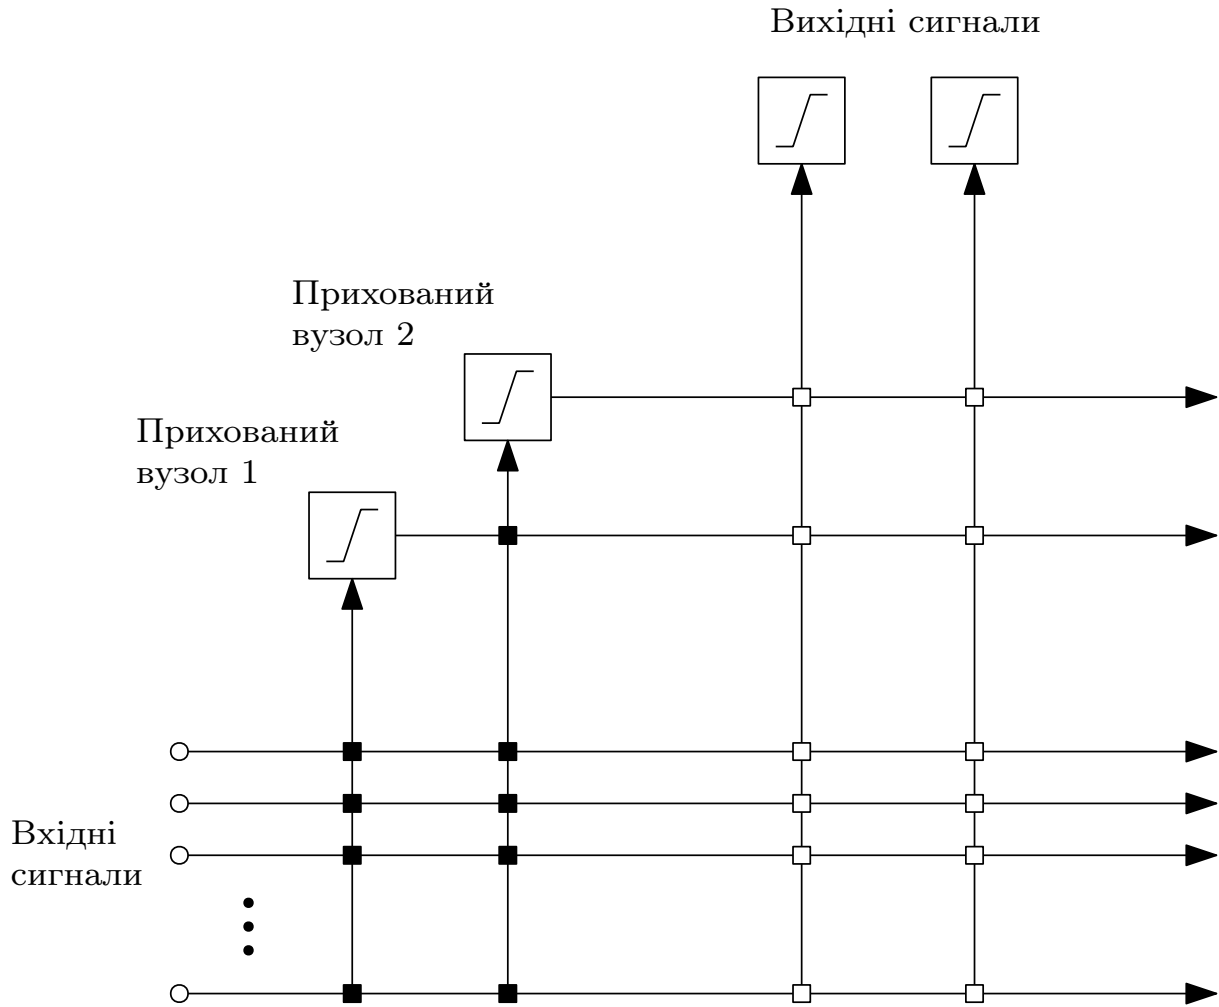 Вихідні сигнали
Прихований
вузол 2
Прихований
вузол 1
Вхідні
сигнали